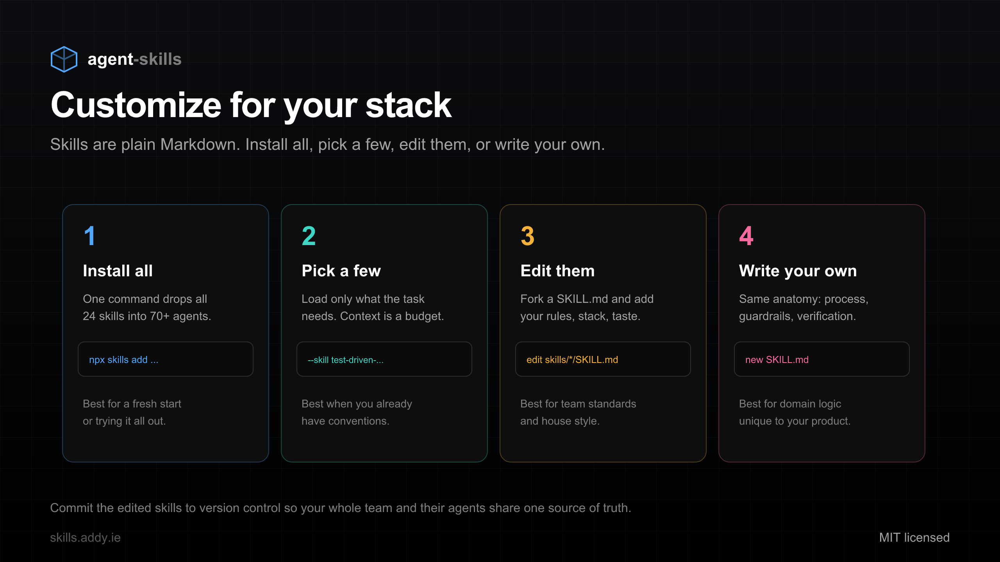 agent-skills
Customize for your stack
Skills are plain Markdown. Install all, pick a few, edit them, or write your own.
1
Install all
One command drops all
24 skills into 70+ agents.
npx skills add ...
Best for a fresh start
or trying it all out.
2
Pick a few
Load only what the task
needs. Context is a budget.
--skill test-driven-...
Best when you already
have conventions.
3
Edit them
Fork a SKILL.md and add
your rules, stack, taste.
edit skills/*/SKILL.md
Best for team standards
and house style.
4
Write your own
Same anatomy: process,
guardrails, verification.
new SKILL.md
Best for domain logic
unique to your product.
Commit the edited skills to version control so your whole team and their agents share one source of truth.
skills.addy.ie
MIT licensed